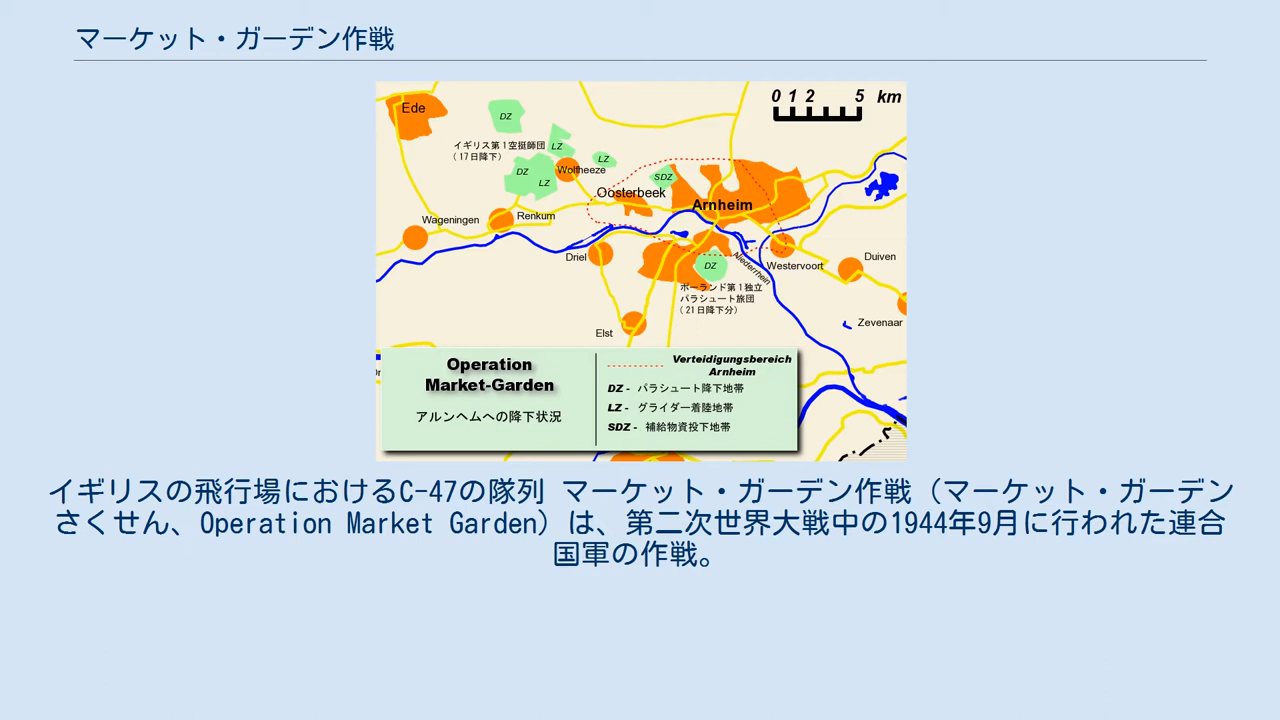 マーケット・ガーデン作戦
0 1 2 5 km
Ede
DZ
イギリス第1空挺師団
(17日降下)
LZ
LZ
DZ
LZ
Wolfheeze
SDZ
Oosterbeek
Arnheim
Wageningen
Renkum
Driel
DZ
Niederrhein
Westervoort
Duiven
ポーランド第1独立
パラシュート旅団
(21日降下分)
Elst
Zevenaar
Operation
Market-Garden
アルンヘムへの降下状況
Verteidigungsbereich
Arnheim
DZ - パラシュート降下地帯
LZ - グライダー着陸地帯
SDZ - 補給物資投下地帯
イギリスの飛行場におけるC-47の隊列 マーケット・ガーデン作戦（マーケット・ガーデン
さくせん、Operation Market Garden）は、第二次世界大戦中の1944年9月に行われた連合
国軍の作戦。